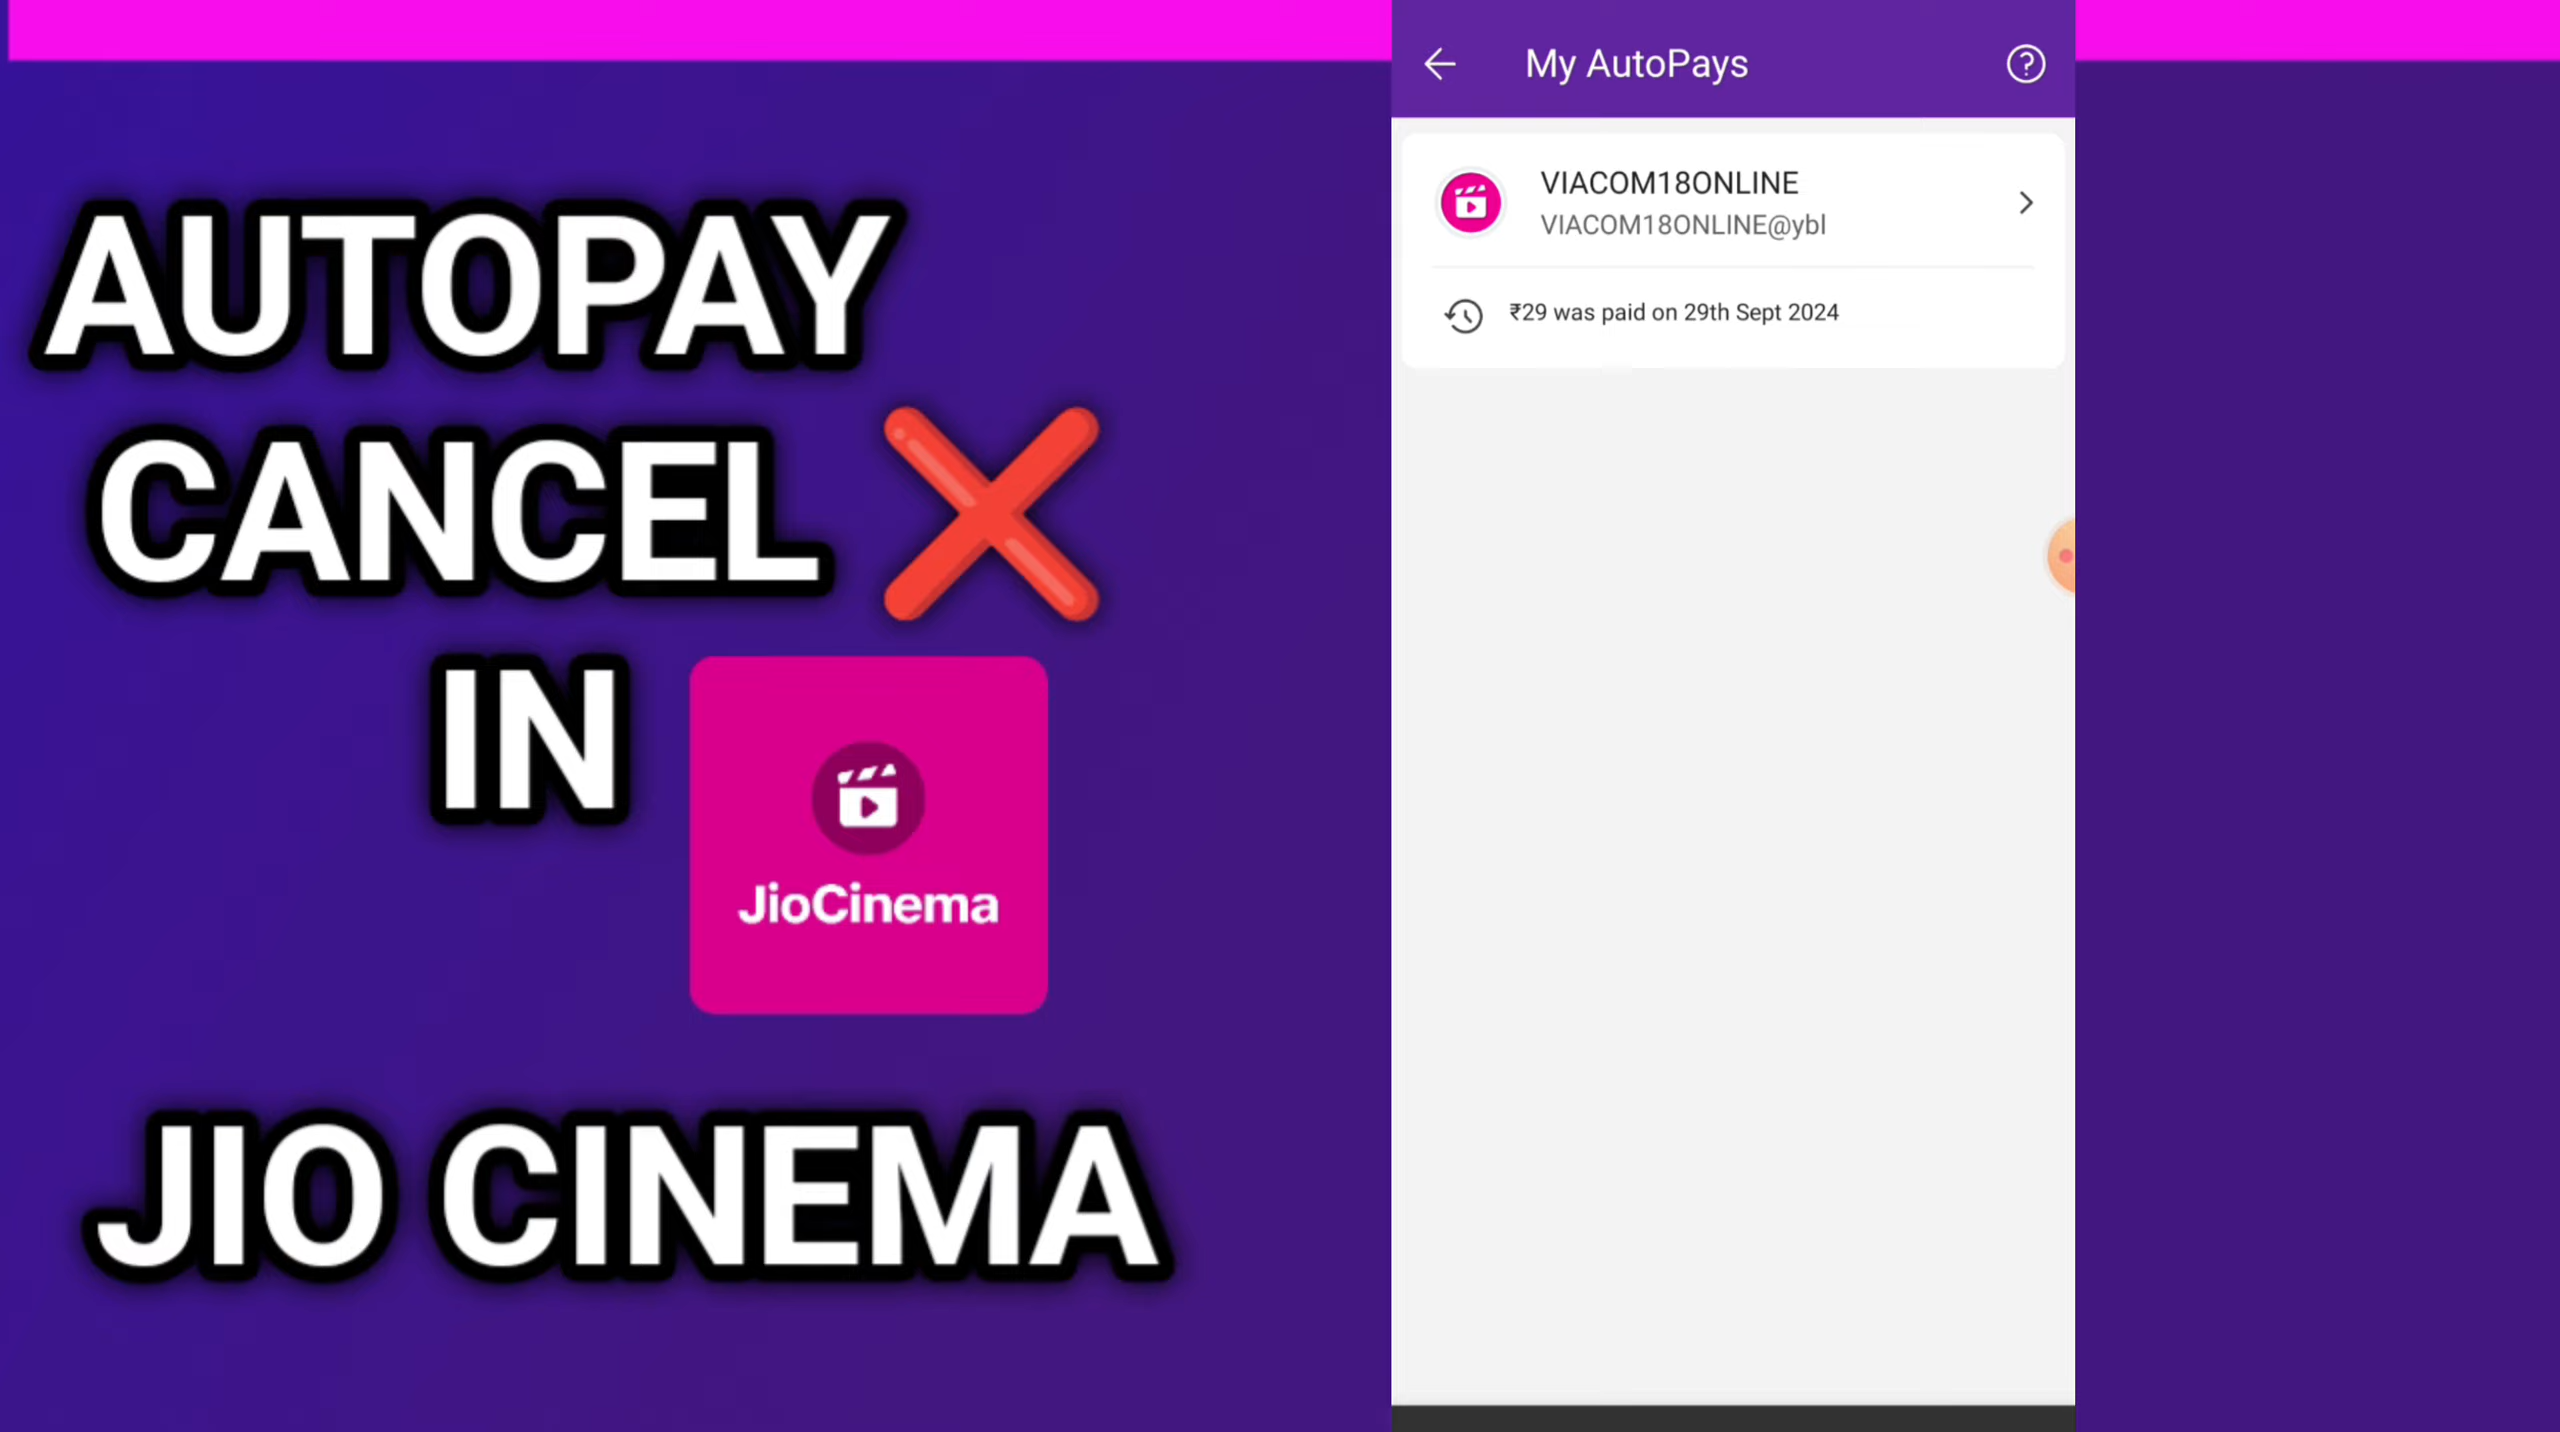 AUTOPAY
CANCEL
IN
JioCinema
JIO CINEMA
My AutoPays
VIACOM18ONLINE
VIACOM18ONLINE@ybl
₹29 was paid on 29th Sept 2024